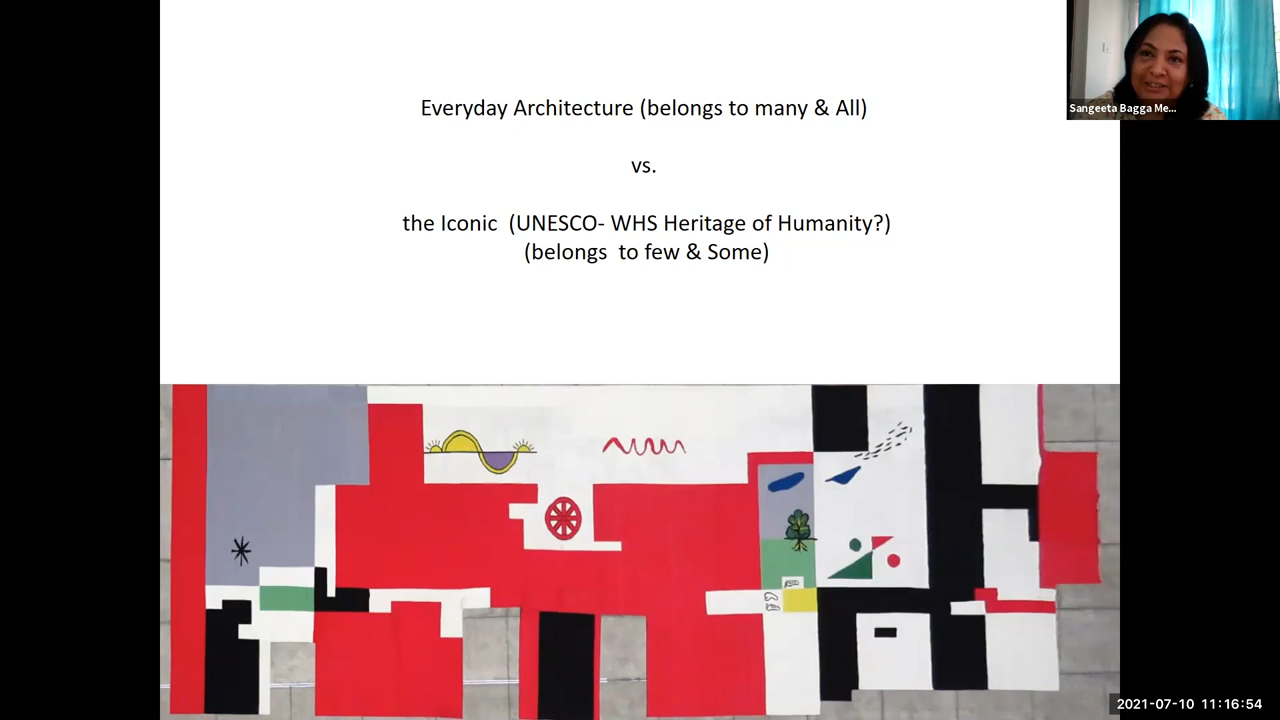 Everyday Architecture (belongs to many & All)
vs.
the Iconic  (UNESCO- WHS Heritage of Humanity?)
(belongs  to few & Some)
Sangeeta Bagga Me...
2021-07-10 11:16:54